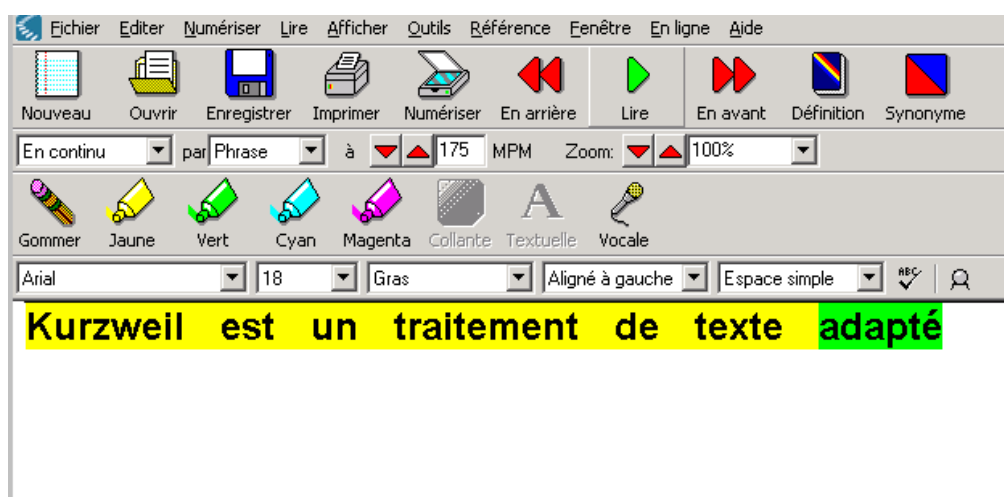 Fichier Editer Numériser Lire Afficher Outils Référence Fenêtre En ligne Aide
Nouveau Ouvrir Enregistrer Imprimer Numériser En arrière Lire En avant Définition Synonyme
En continu par Phrase à 175 MPM Zoom: 100%
Gommer Jaune Vert Cyan Magenta Collante Textuelle Vocale
Arial 18 Gras Aligné à gauche Espace simple ABC
Kurzweil est un traitement de texte adapté